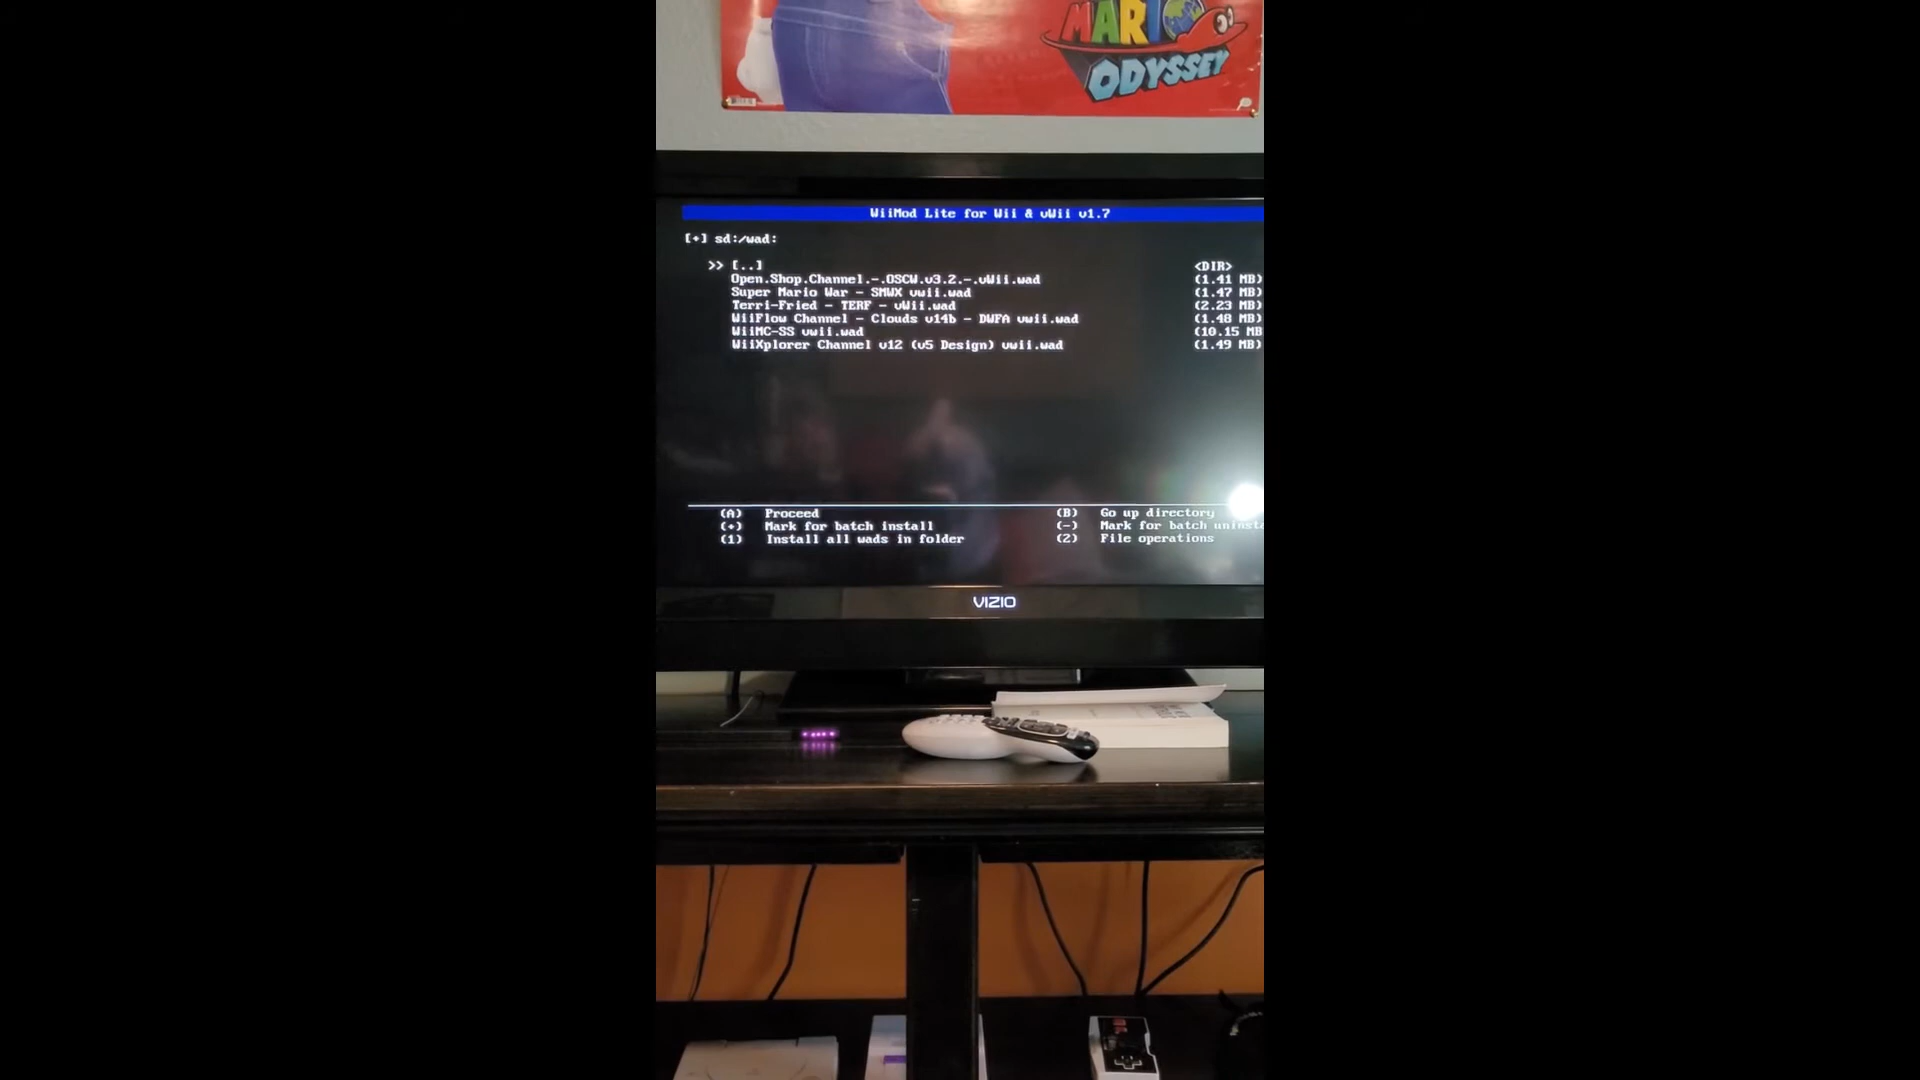 MARIO
ODYSSEY
WiiMod Lite for Wii & vWii v1.7
[+] sd:/wad:
>> [..] <DIR>
Open.Shop.Channel.-.OSCW.v3.2.-.vWii.wad (1.41 MB)
Super Mario War - SMWX vwii.wad (1.47 MB)
Terri-Fried - TERF - vWii.wad (2.23 MB)
WiiFlow Channel - Clouds v14b - DWFA vwii.wad (1.48 MB)
WiiMC-SS vwii.wad (10.15 MB
WiiXplorer Channel v12 (v5 Design) vwii.wad (1.49 MB)
(A) Proceed (B) Go up directory
(+) Mark for batch install (-) Mark for batch uninsta
(1) Install all wads in folder (2) File operations
VIZIO